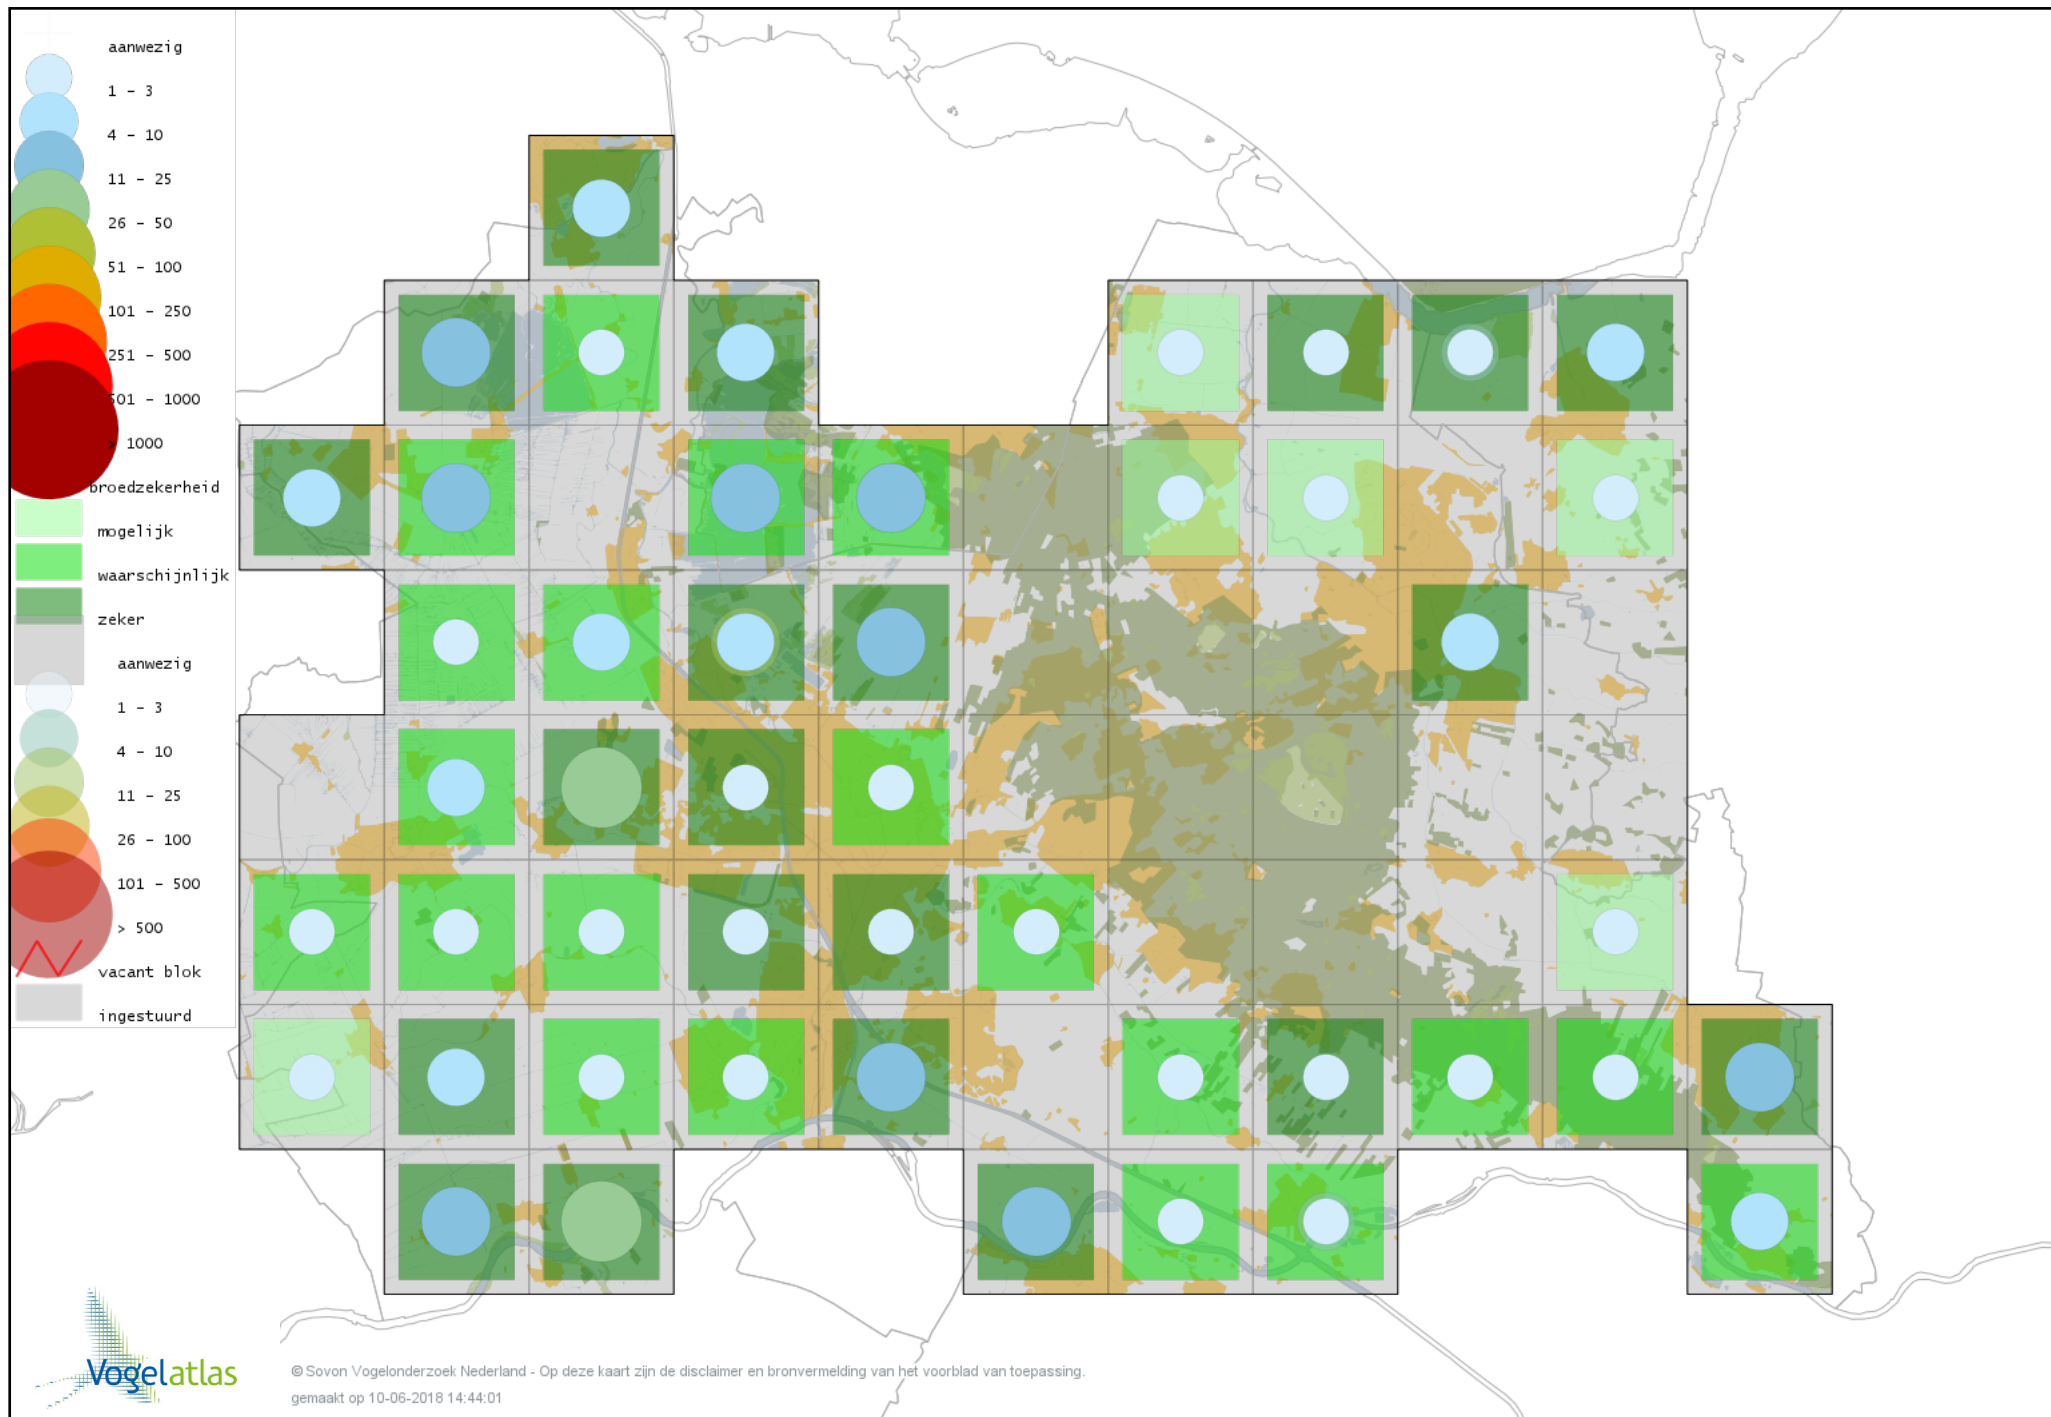 aanwezig
1 - 3
4 - 10
11 - 25
26 - 50
51 - 100
101 - 250
251 - 500
501 - 1000
> 1000
broedzekerheid
mogelijk
waarschijnlijk
zeker
aanwezig
1 - 3
4 - 10
11 - 25
26 - 100
101 - 500
> 500
vacant blok
ingestuurd
Vogelatlas
© Sovon Vogelonderzoek Nederland - Op deze kaart zijn de disclaimer en bronvermelding van het voorblad van toepassing.
gemaakt op 10-06-2018 14:44:01